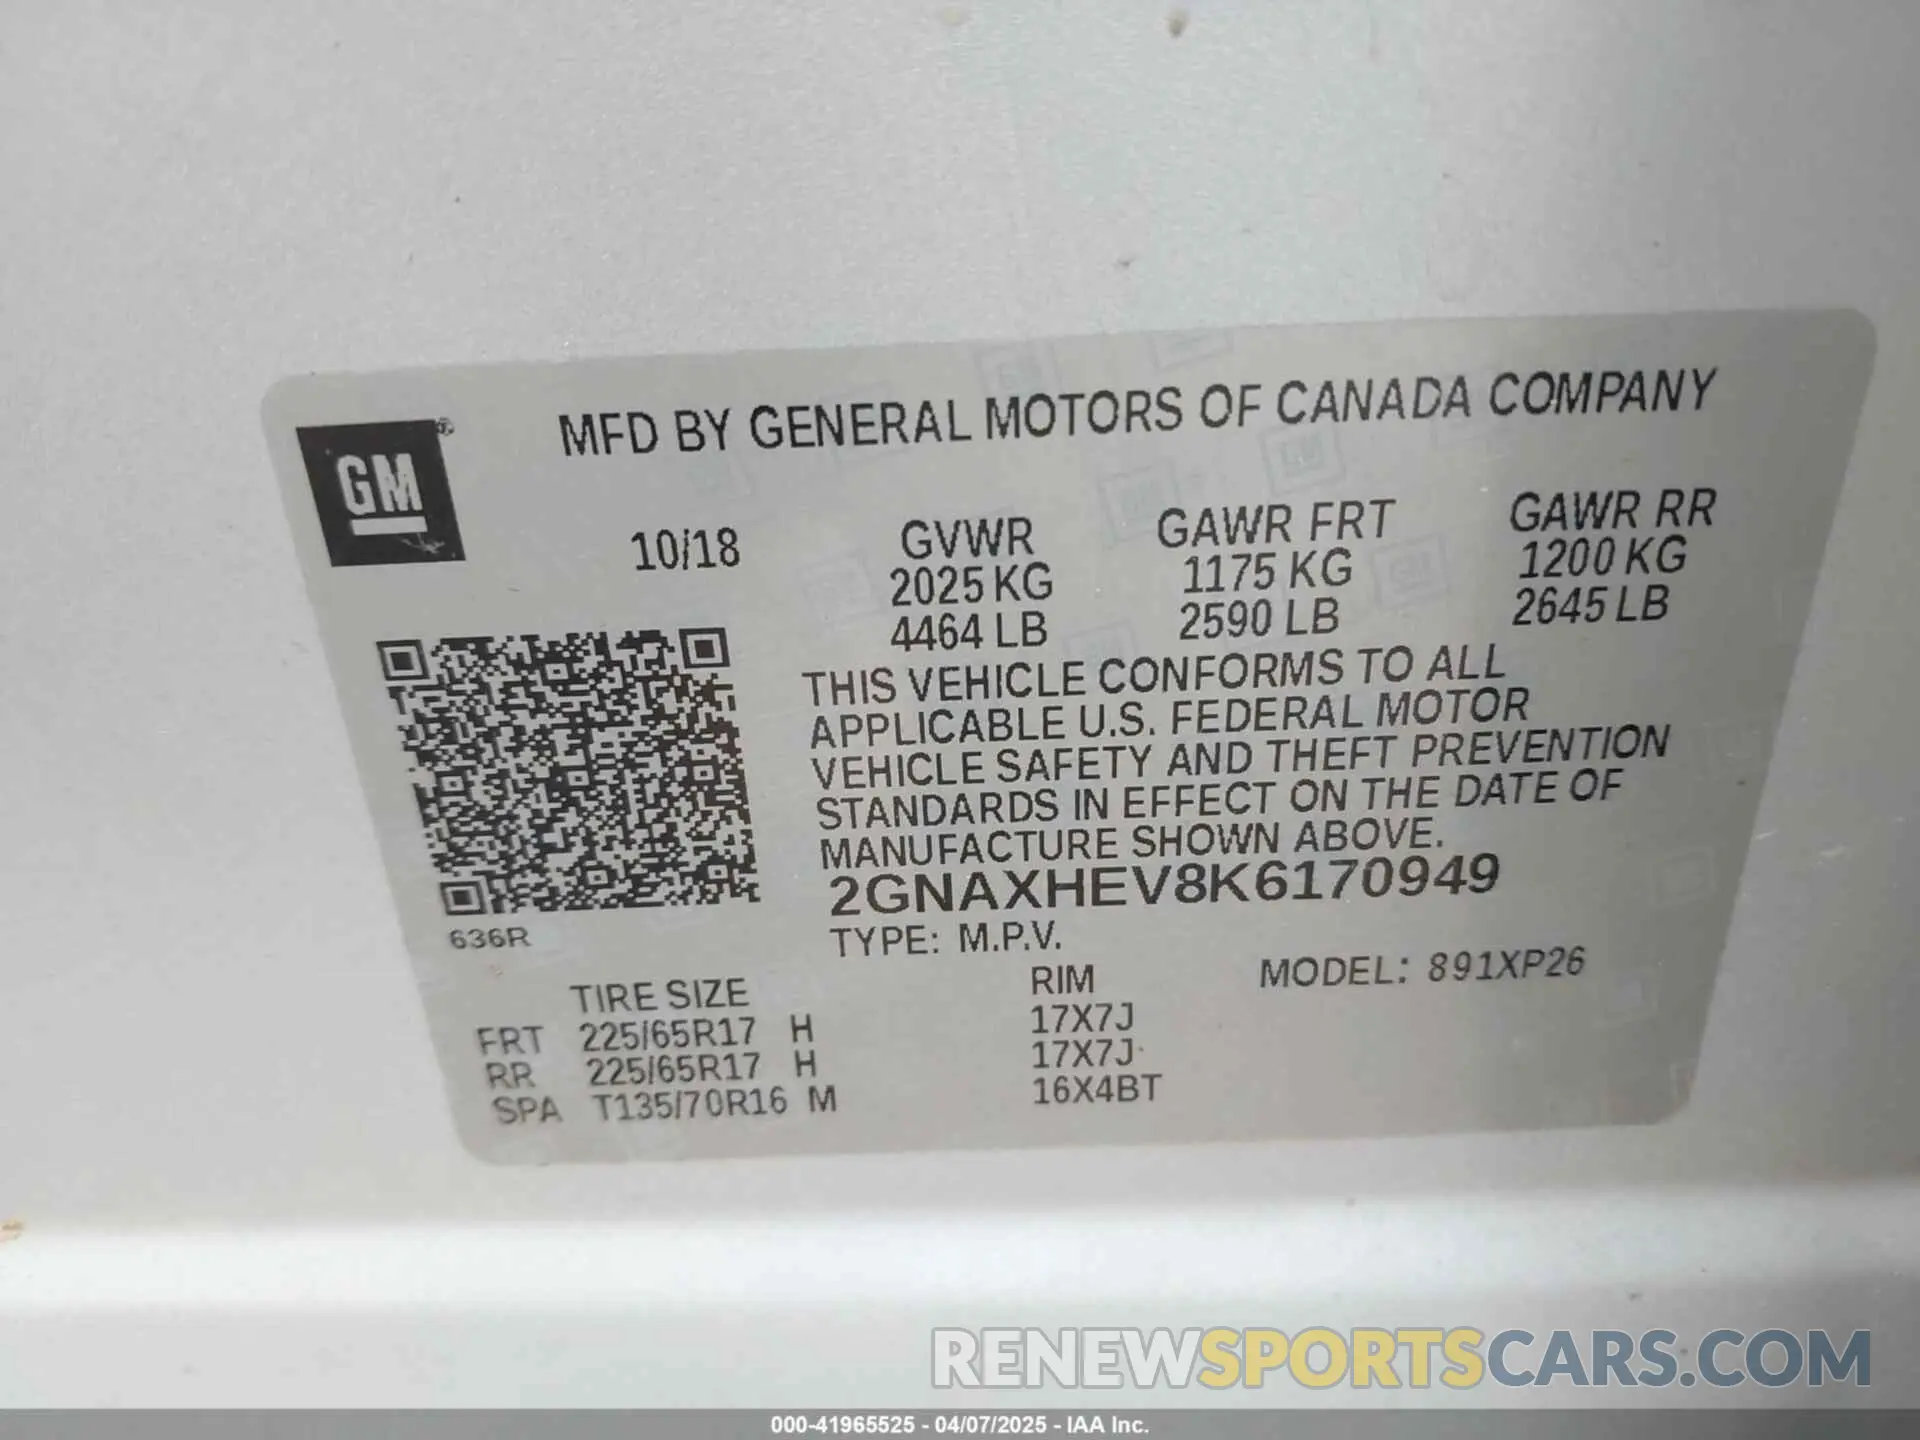 MFD BY GENERAL MOTORS OF CANADA COMPANY
GM
®
10/18
GVWR
2025 KG
4464 LB
GAWR FRT
1175 KG
2590 LB
GAWR RR
1200 KG
2645 LB
THIS VEHICLE CONFORMS TO ALL
APPLICABLE U.S. FEDERAL MOTOR
VEHICLE SAFETY AND THEFT PREVENTION
STANDARDS IN EFFECT ON THE DATE OF
MANUFACTURE SHOWN ABOVE.
2GNAXHEV8K6170949
636R
TYPE: M.P.V.
MODEL: 891XP26
TIRE SIZE RIM
FRT 225/65R17 H 17X7J
RR 225/65R17 H 17X7J
SPA T135/70R16 M 16X4BT
RENEWSPORTSCARS.COM
000-41965525 - 04/07/2025 - IAA Inc.